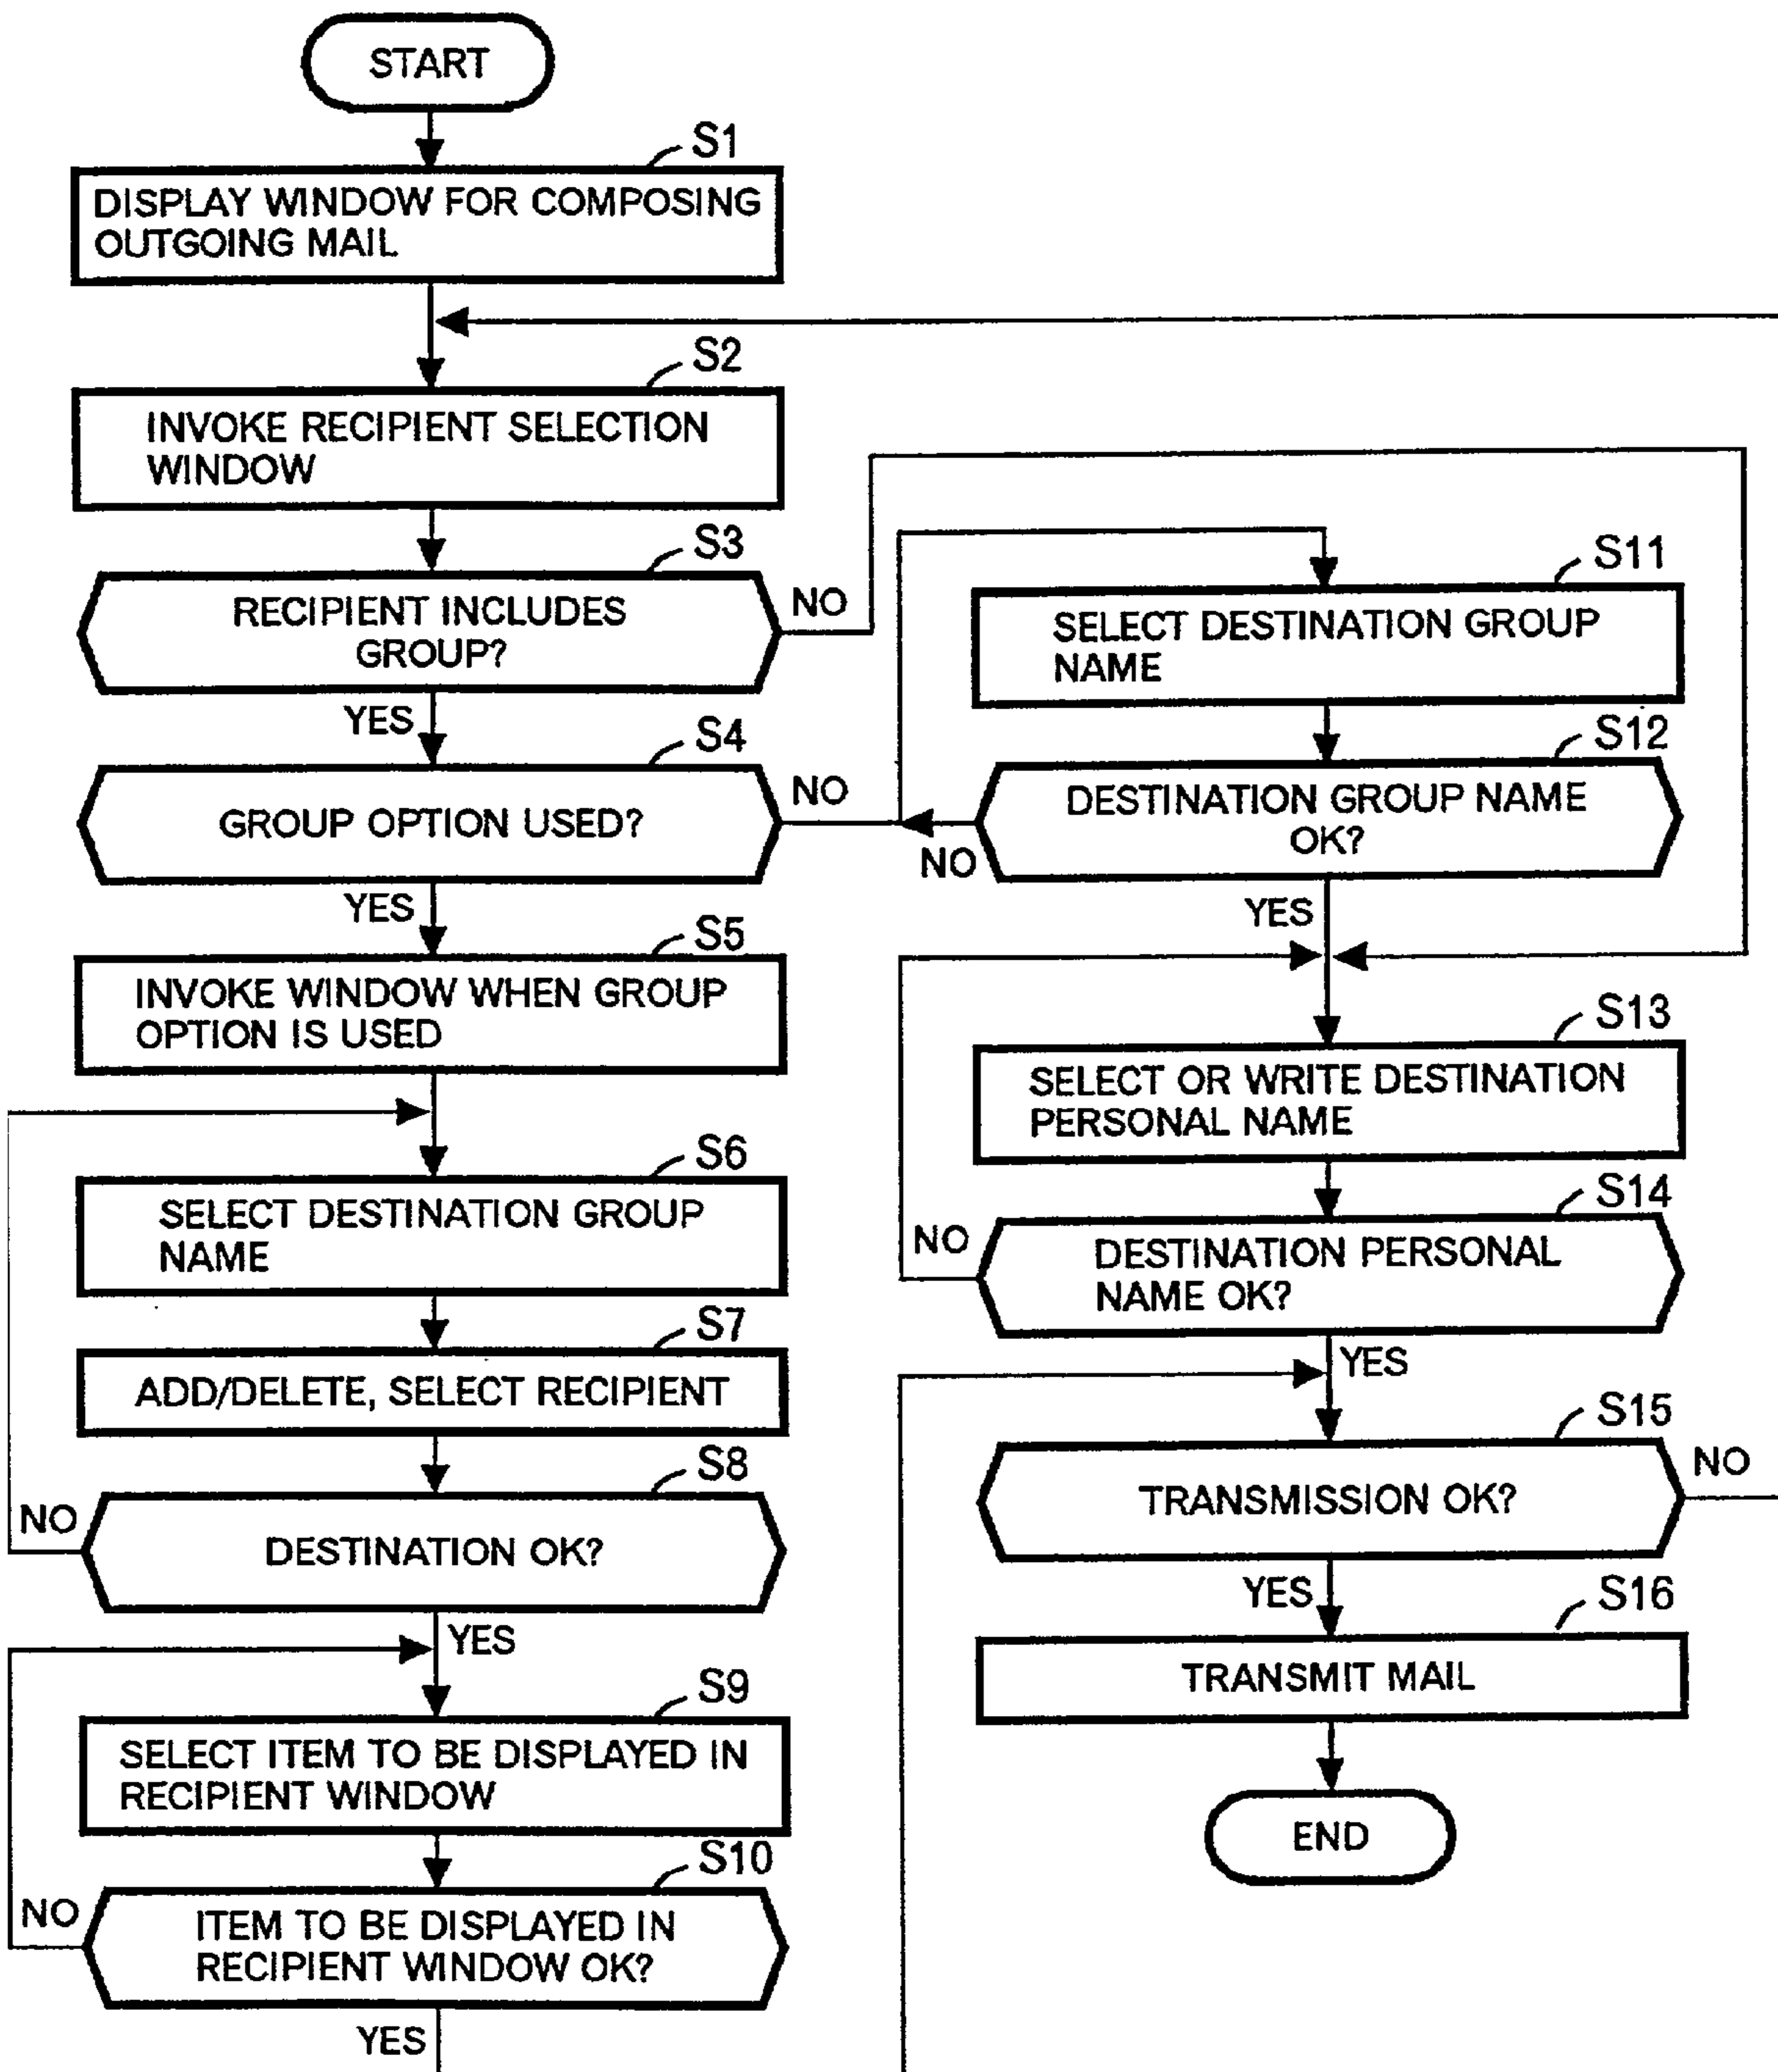 START
S1
DISPLAY WINDOW FOR COMPOSING
OUTGOING MAIL
S2
INVOKE RECIPIENT SELECTION
WINDOW
S3
RECIPIENT INCLUDES
GROUP?
NO
YES
S4
GROUP OPTION USED?
NO
YES
S5
INVOKE WINDOW WHEN GROUP
OPTION IS USED
S6
SELECT DESTINATION GROUP
NAME
S7
ADD/DELETE, SELECT RECIPIENT
S8
DESTINATION OK?
NO
YES
S9
SELECT ITEM TO BE DISPLAYED IN
RECIPIENT WINDOW
S10
ITEM TO BE DISPLAYED IN
RECIPIENT WINDOW OK?
NO
YES
S11
SELECT DESTINATION GROUP
NAME
S12
DESTINATION GROUP NAME
OK?
NO
YES
S13
SELECT OR WRITE DESTINATION
PERSONAL NAME
S14
DESTINATION PERSONAL
NAME OK?
NO
YES
S15
TRANSMISSION OK?
NO
YES
S16
TRANSMIT MAIL
END